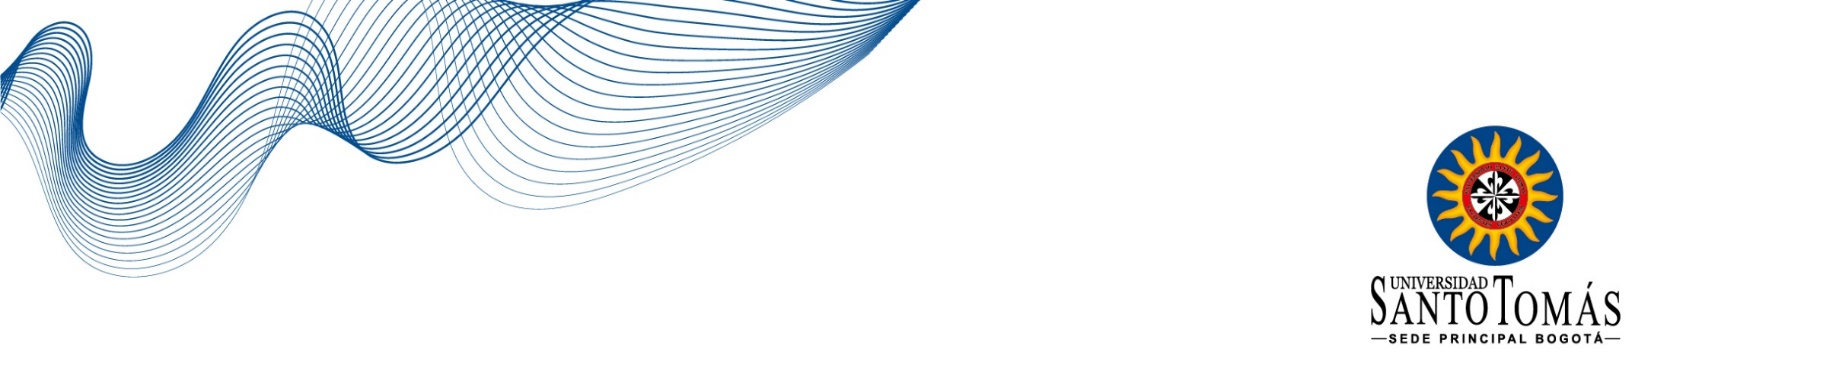 UNIVERSIDAD
SANTO TOMÁS
SEDE PRINCIPAL BOGOTÁ